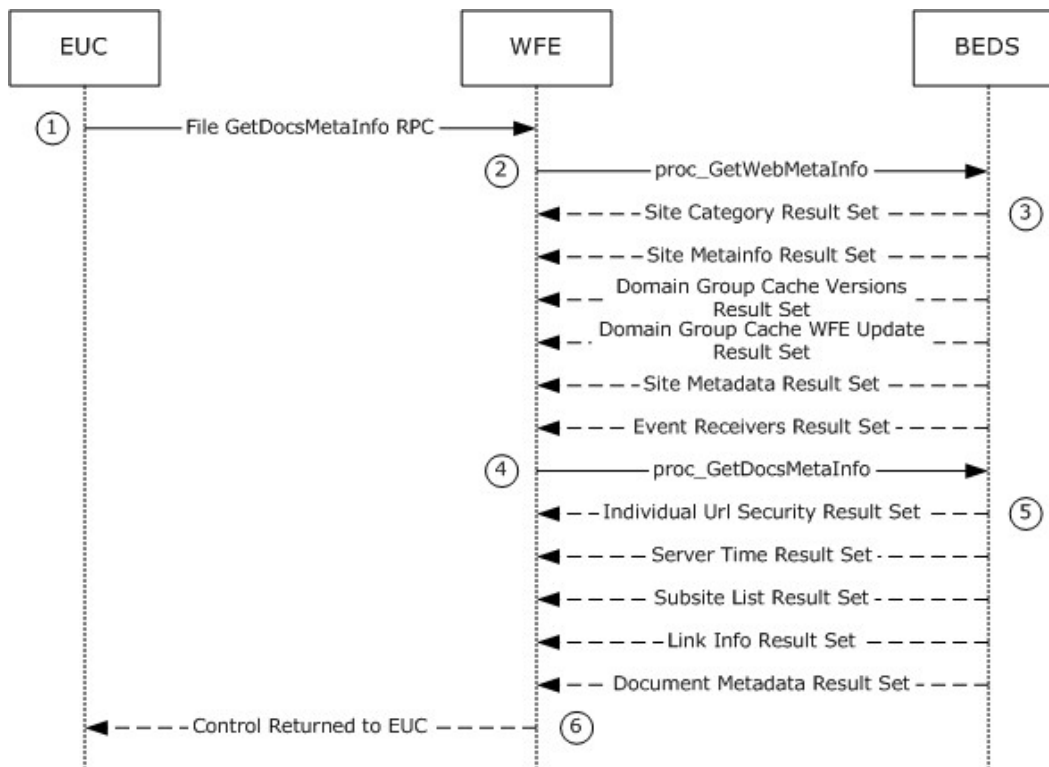 EUC
WFE
BEDS
1
File GetDocsMetaInfo RPC
2
proc_GetWebMetaInfo
Site Category Result Set
3
Site Metainfo Result Set
Domain Group Cache Versions
Result Set
Domain Group Cache WFE Update
Result Set
Site Metadata Result Set
Event Receivers Result Set
4
proc_GetDocsMetaInfo
Individual Url Security Result Set
5
Server Time Result Set
Subsite List Result Set
Link Info Result Set
Document Metadata Result Set
Control Returned to EUC
6